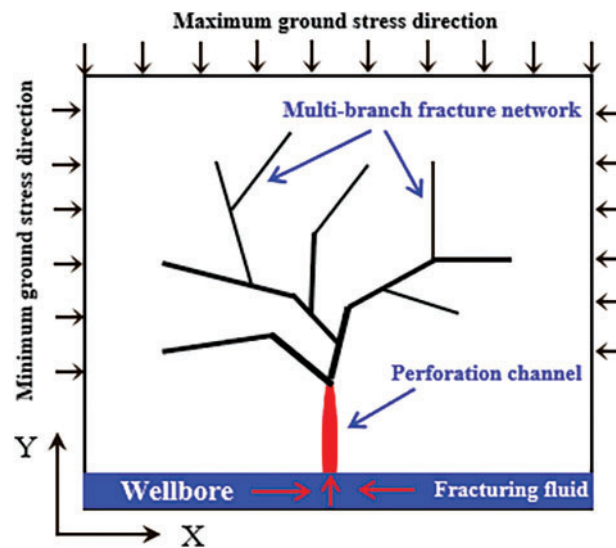 Maximum ground stress direction
Minimum ground stress direction
Multi-branch fracture network
Perforation channel
Y
Wellbore
Fracturing fluid
X